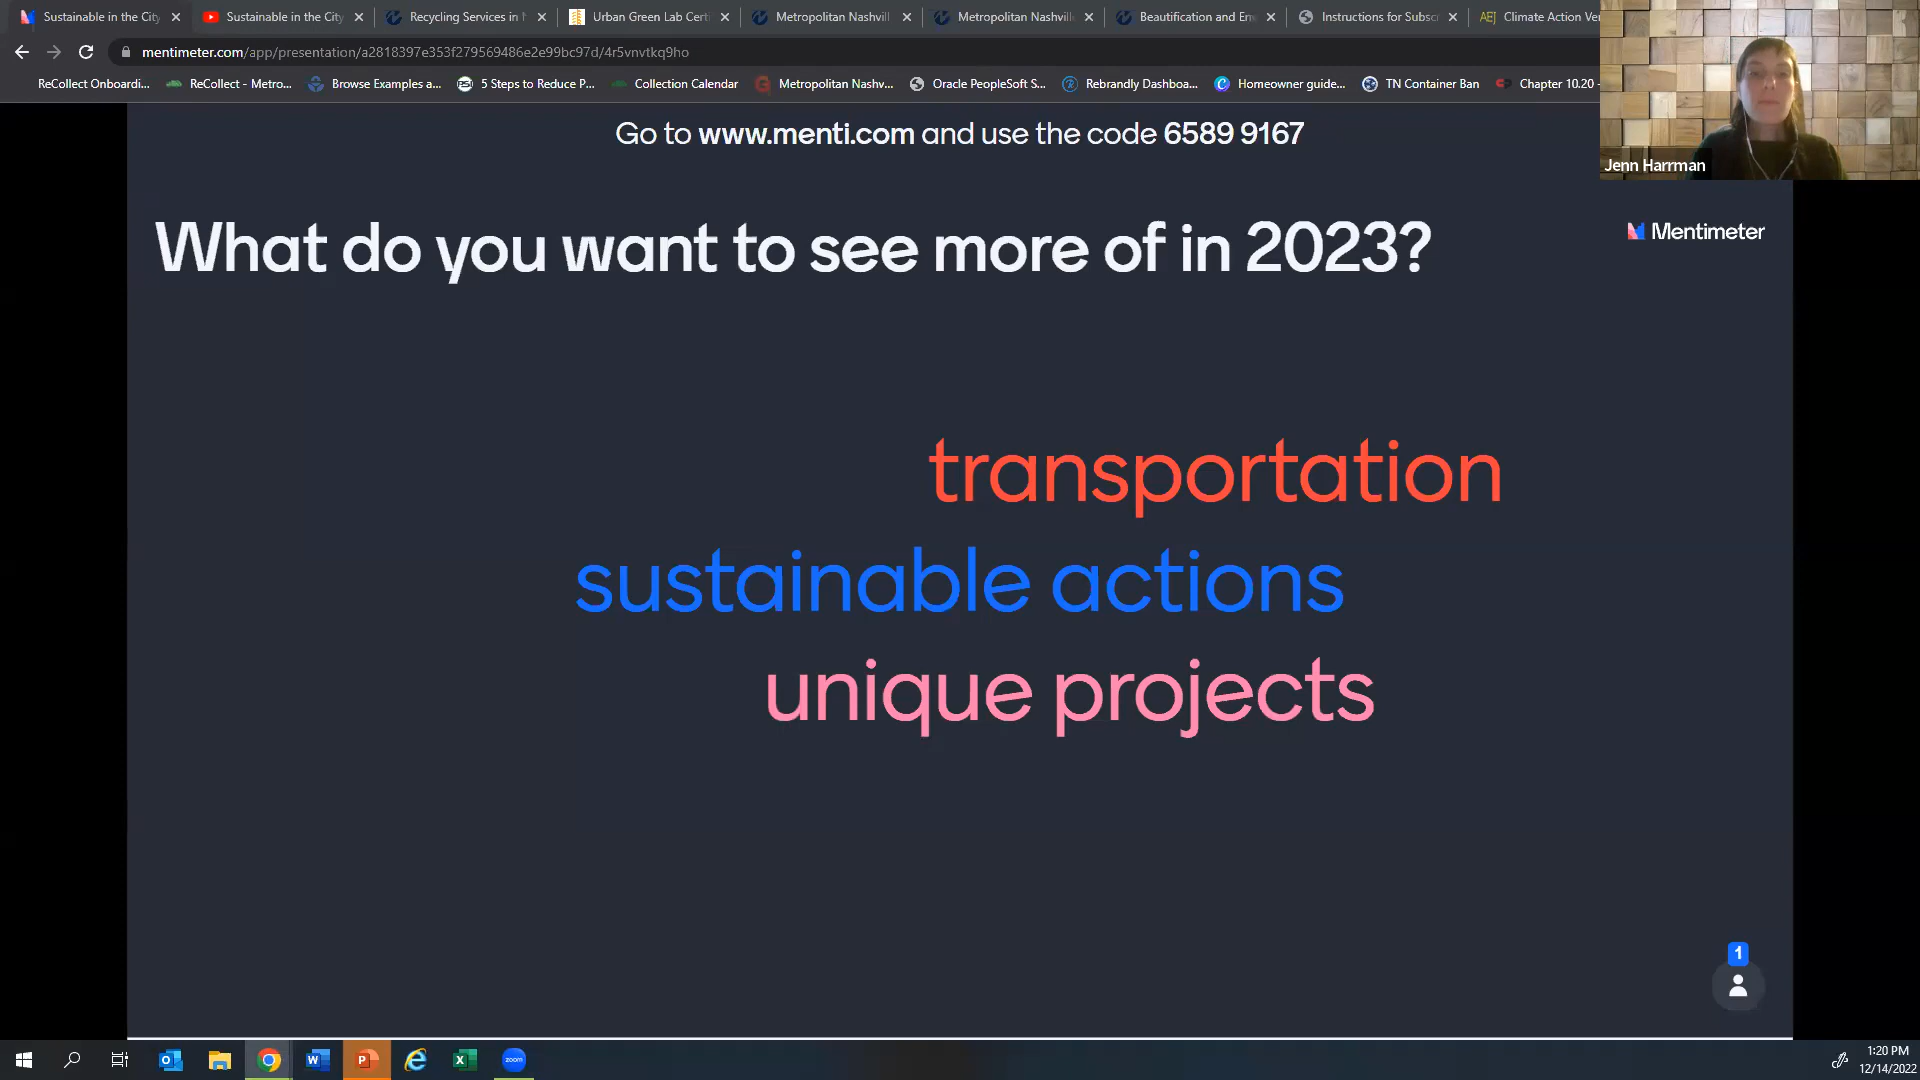 Sustainable in the City
Sustainable in the City
Recycling Services in
Urban Green Lab Cert
Metropolitan Nashvill
Metropolitan Nashvill
Beautification and En
Instructions for Subsc
AEJ Climate Action Ve
mentimeter.com/app/presentation/a2818397e353f279569486e2e99bc97d/4r5vnvtkq9ho
ReCollect Onboardi...
ReCollect - Metro...
Browse Examples a...
5 Steps to Reduce P...
Collection Calendar
Metropolitan Nashv...
Oracle PeopleSoft S...
Rebrandly Dashboa...
Homeowner guide...
TN Container Ban
Chapter 10.20 -
Go to www.menti.com and use the code 6589 9167
Jenn Harrman
What do you want to see more of in 2023?
Mentimeter
transportation
sustainable actions
unique projects
1
zoom
1:20 PM
12/14/2022